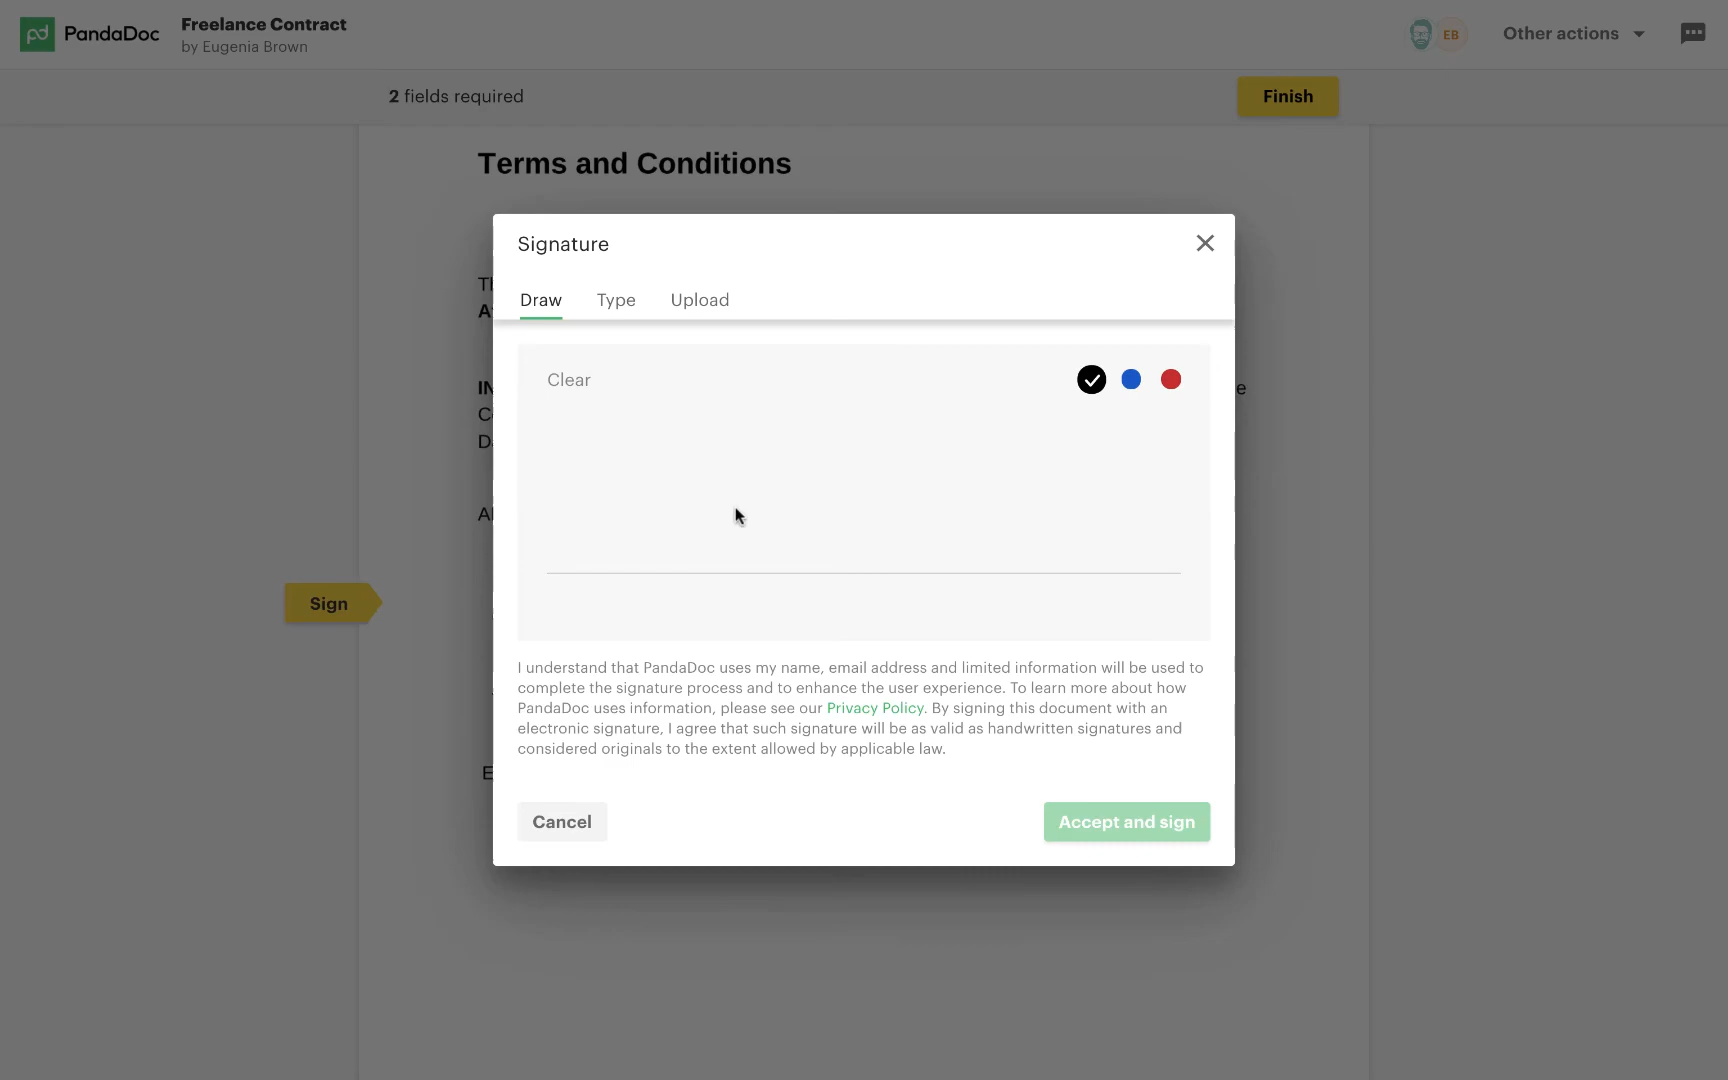 PandaDoc
Freelance Contract
by Eugenia Brown
EB
Other actions
2 fields required
Finish
Terms and Conditions
Signature
Draw Type Upload
Clear
Sign
I understand that PandaDoc uses my name, email address and limited information will be used to
complete the signature process and to enhance the user experience. To learn more about how
PandaDoc uses information, please see our Privacy Policy. By signing this document with an
electronic signature, I agree that such signature will be as valid as handwritten signatures and
considered originals to the extent allowed by applicable law.
Cancel
Accept and sign